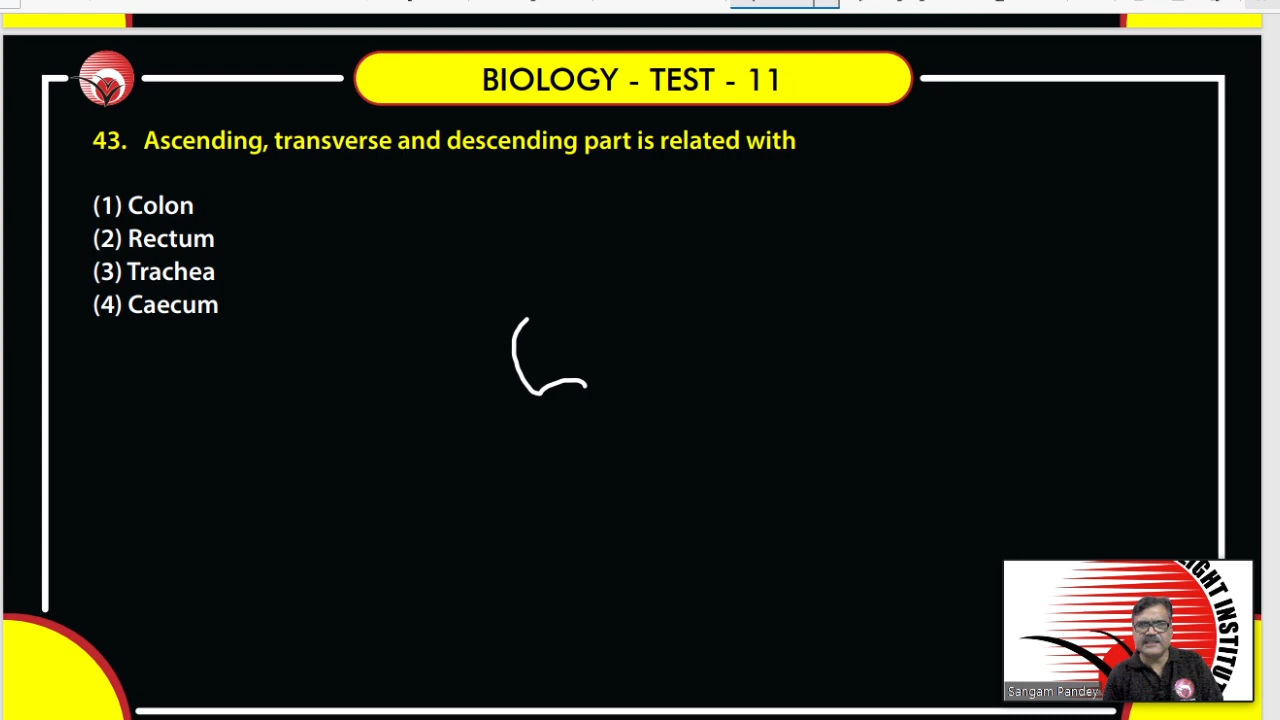 BIOLOGY - TEST - 11
43. Ascending, transverse and descending part is related with
(1) Colon
(2) Rectum
(3) Trachea
(4) Caecum
Sangam Pandey